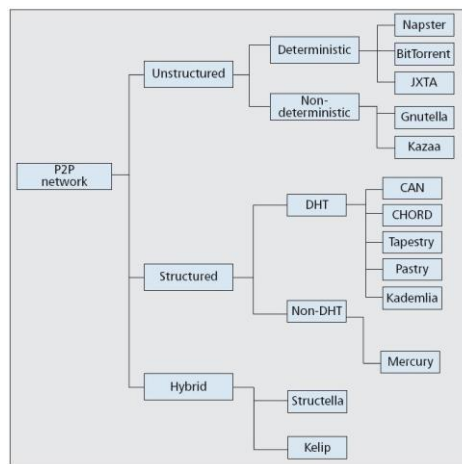 P2P
network
Unstructured
Deterministic
Napster
BitTorrent
JXTA
Non-
deterministic
Gnutella
Kazaa
Structured
DHT
CAN
CHORD
Tapestry
Pastry
Kademlia
Non-DHT
Mercury
Hybrid
Structella
Kelip